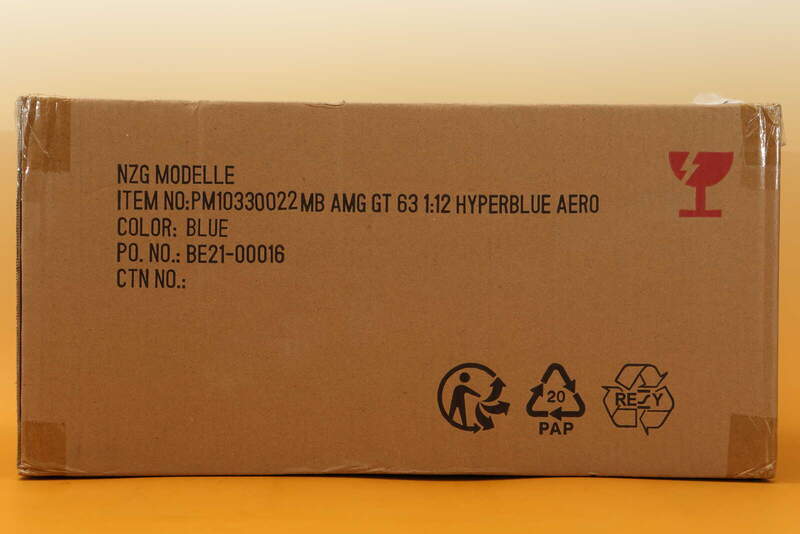 NZG MODELLE
ITEM NO:PM10330022 MB AMG GT 63 1:12 HYPERBLUE AERO
COLOR: BLUE
PO. NO.: BE21-00016
CTN NO.:
20
PAP
RESY